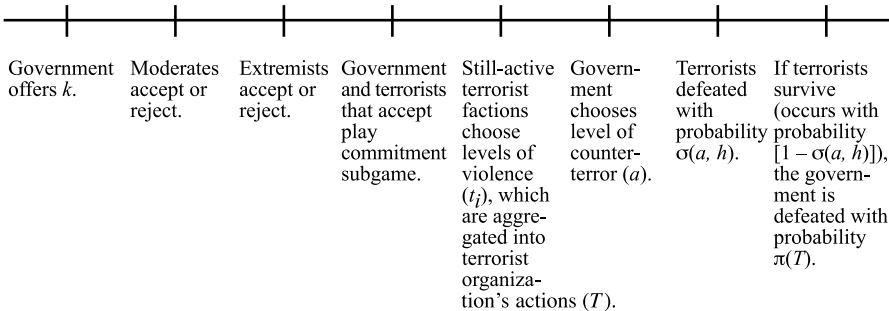 Government
offers k.
Moderates
accept or
reject.
Extremists
accept or
reject.
Government
and terrorists
that accept
play
commitment
subgame.
Still-active
terrorist
factions
choose
levels of
violence
(ti), which
are aggre-
gated into
terrorist
organiza-
tion's actions (T).
Govern-
ment
chooses
level of
counter-
terror (a).
Terrorists
defeated
with
probability
σ(a, h).
If terrorists
survive
(occurs with
probability
[1 – σ(a, h)]),
the govern-
ment is
defeated with
probability
π(T).